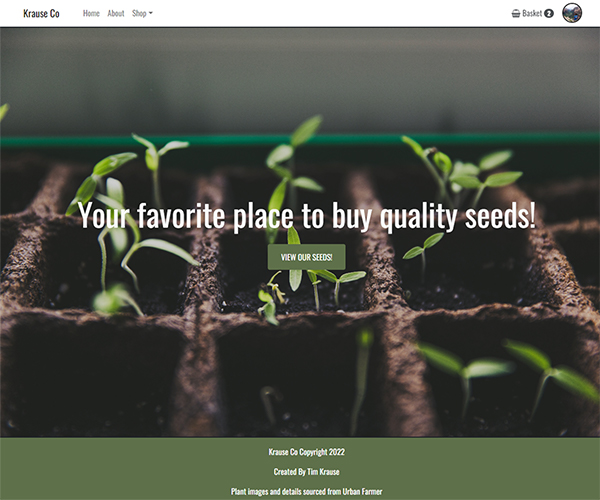 Krause Co Home About Shop Basket 2
Your favorite place to buy quality seeds!
VIEW OUR SEEDS!
Krause Co Copyright 2022
Created By Tim Krause
Plant images and details sourced from Urban Farmer